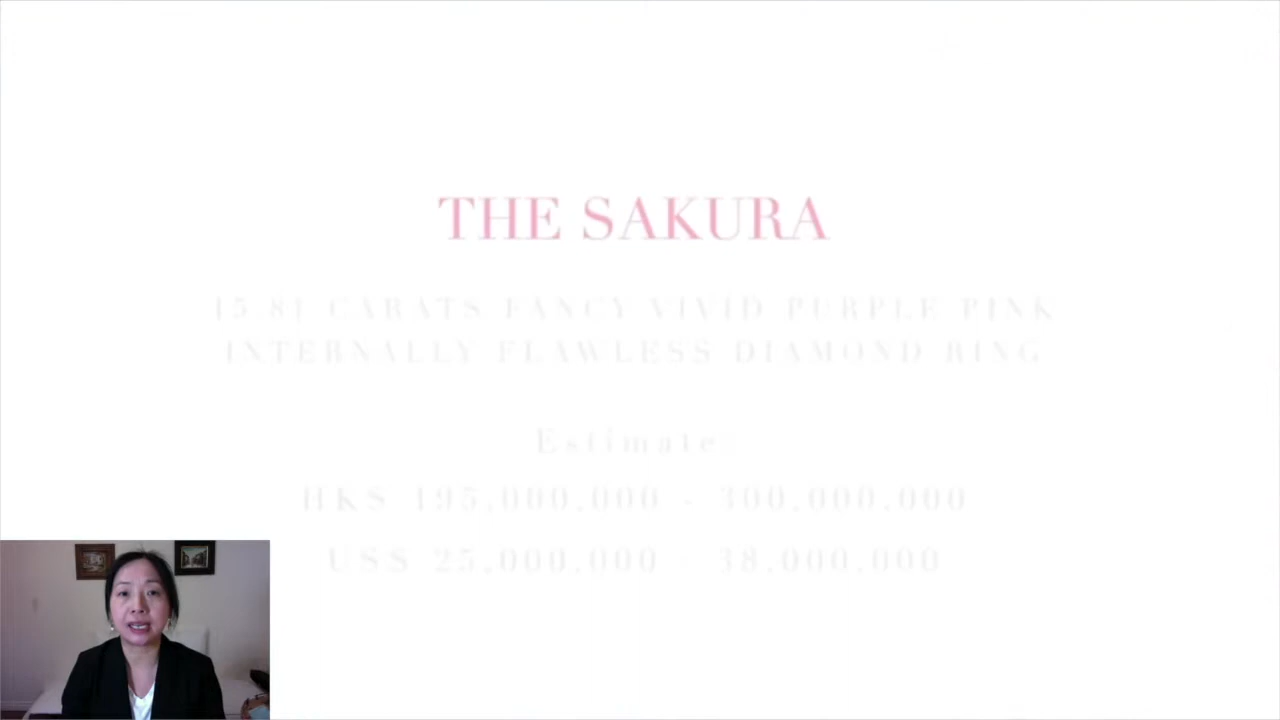 THE SAKURA
15.81 CARATS FANCY VIVID PURPLE PINK
INTERNALLY FLAWLESS DIAMOND RING
Estimate:
HK$ 195,000,000 - 300,000,000
US$ 25,000,000 - 38,000,000